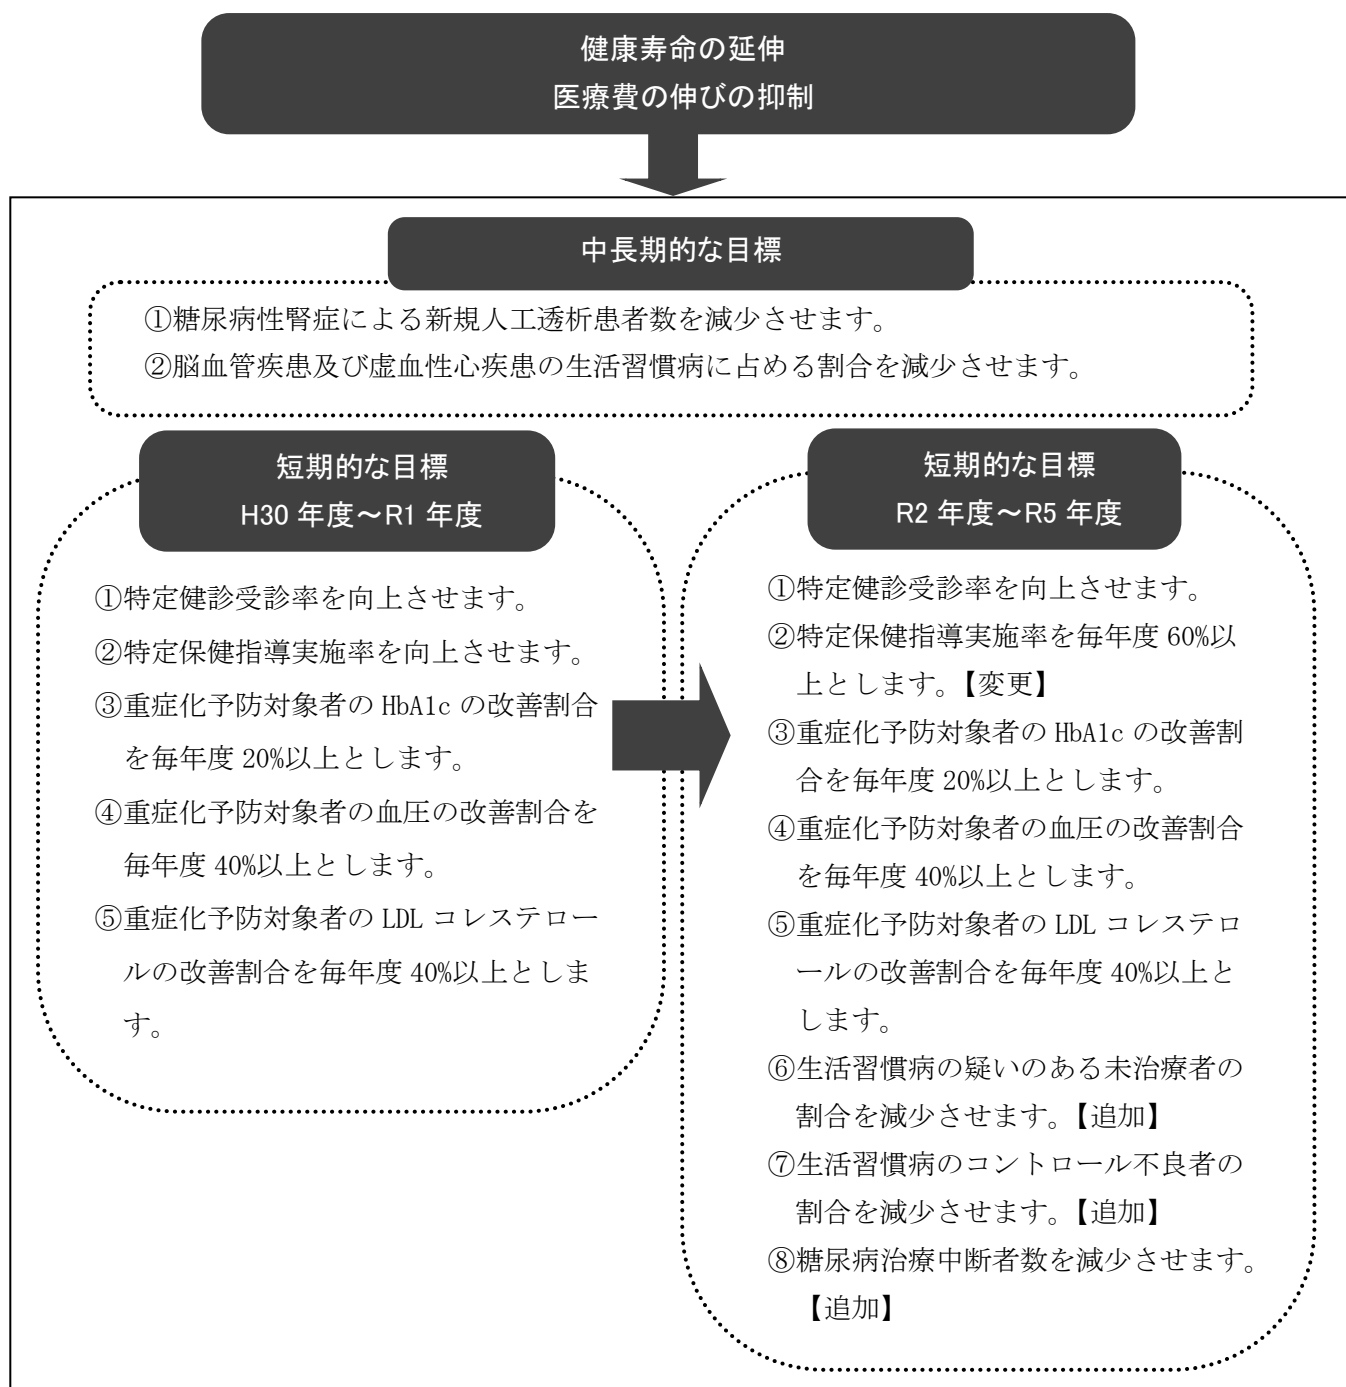 健康寿命の延伸
医療費の伸びの抑制
中長期的な目標
①糖尿病性腎症による新規人工透析患者数を減少させます。
②脳血管疾患及び虚血性心疾患の生活習慣病に占める割合を減少させます。
短期的な目標
H30 年度～R1 年度
①特定健診受診率を向上させます。
②特定保健指導実施率を向上させます。
③重症化予防対象者の HbA1c の改善割合
を毎年度 20%以上とします。
④重症化予防対象者の血圧の改善割合を
毎年度 40%以上とします。
⑤重症化予防対象者の LDL コレステロー
ルの改善割合を毎年度 40%以上としま
す。
短期的な目標
R2 年度～R5 年度
①特定健診受診率を向上させます。
②特定保健指導実施率を毎年度 60%以
上とします。【変更】
③重症化予防対象者の HbA1c の改善割
合を毎年度 20%以上とします。
④重症化予防対象者の血圧の改善割合
を毎年度 40%以上とします。
⑤重症化予防対象者の LDL コレステロ
ールの改善割合を毎年度 40%以上と
します。
⑥生活習慣病の疑いのある未治療者の
割合を減少させます。【追加】
⑦生活習慣病のコントロール不良者の
割合を減少させます。【追加】
⑧糖尿病治療中断者数を減少させます。
【追加】